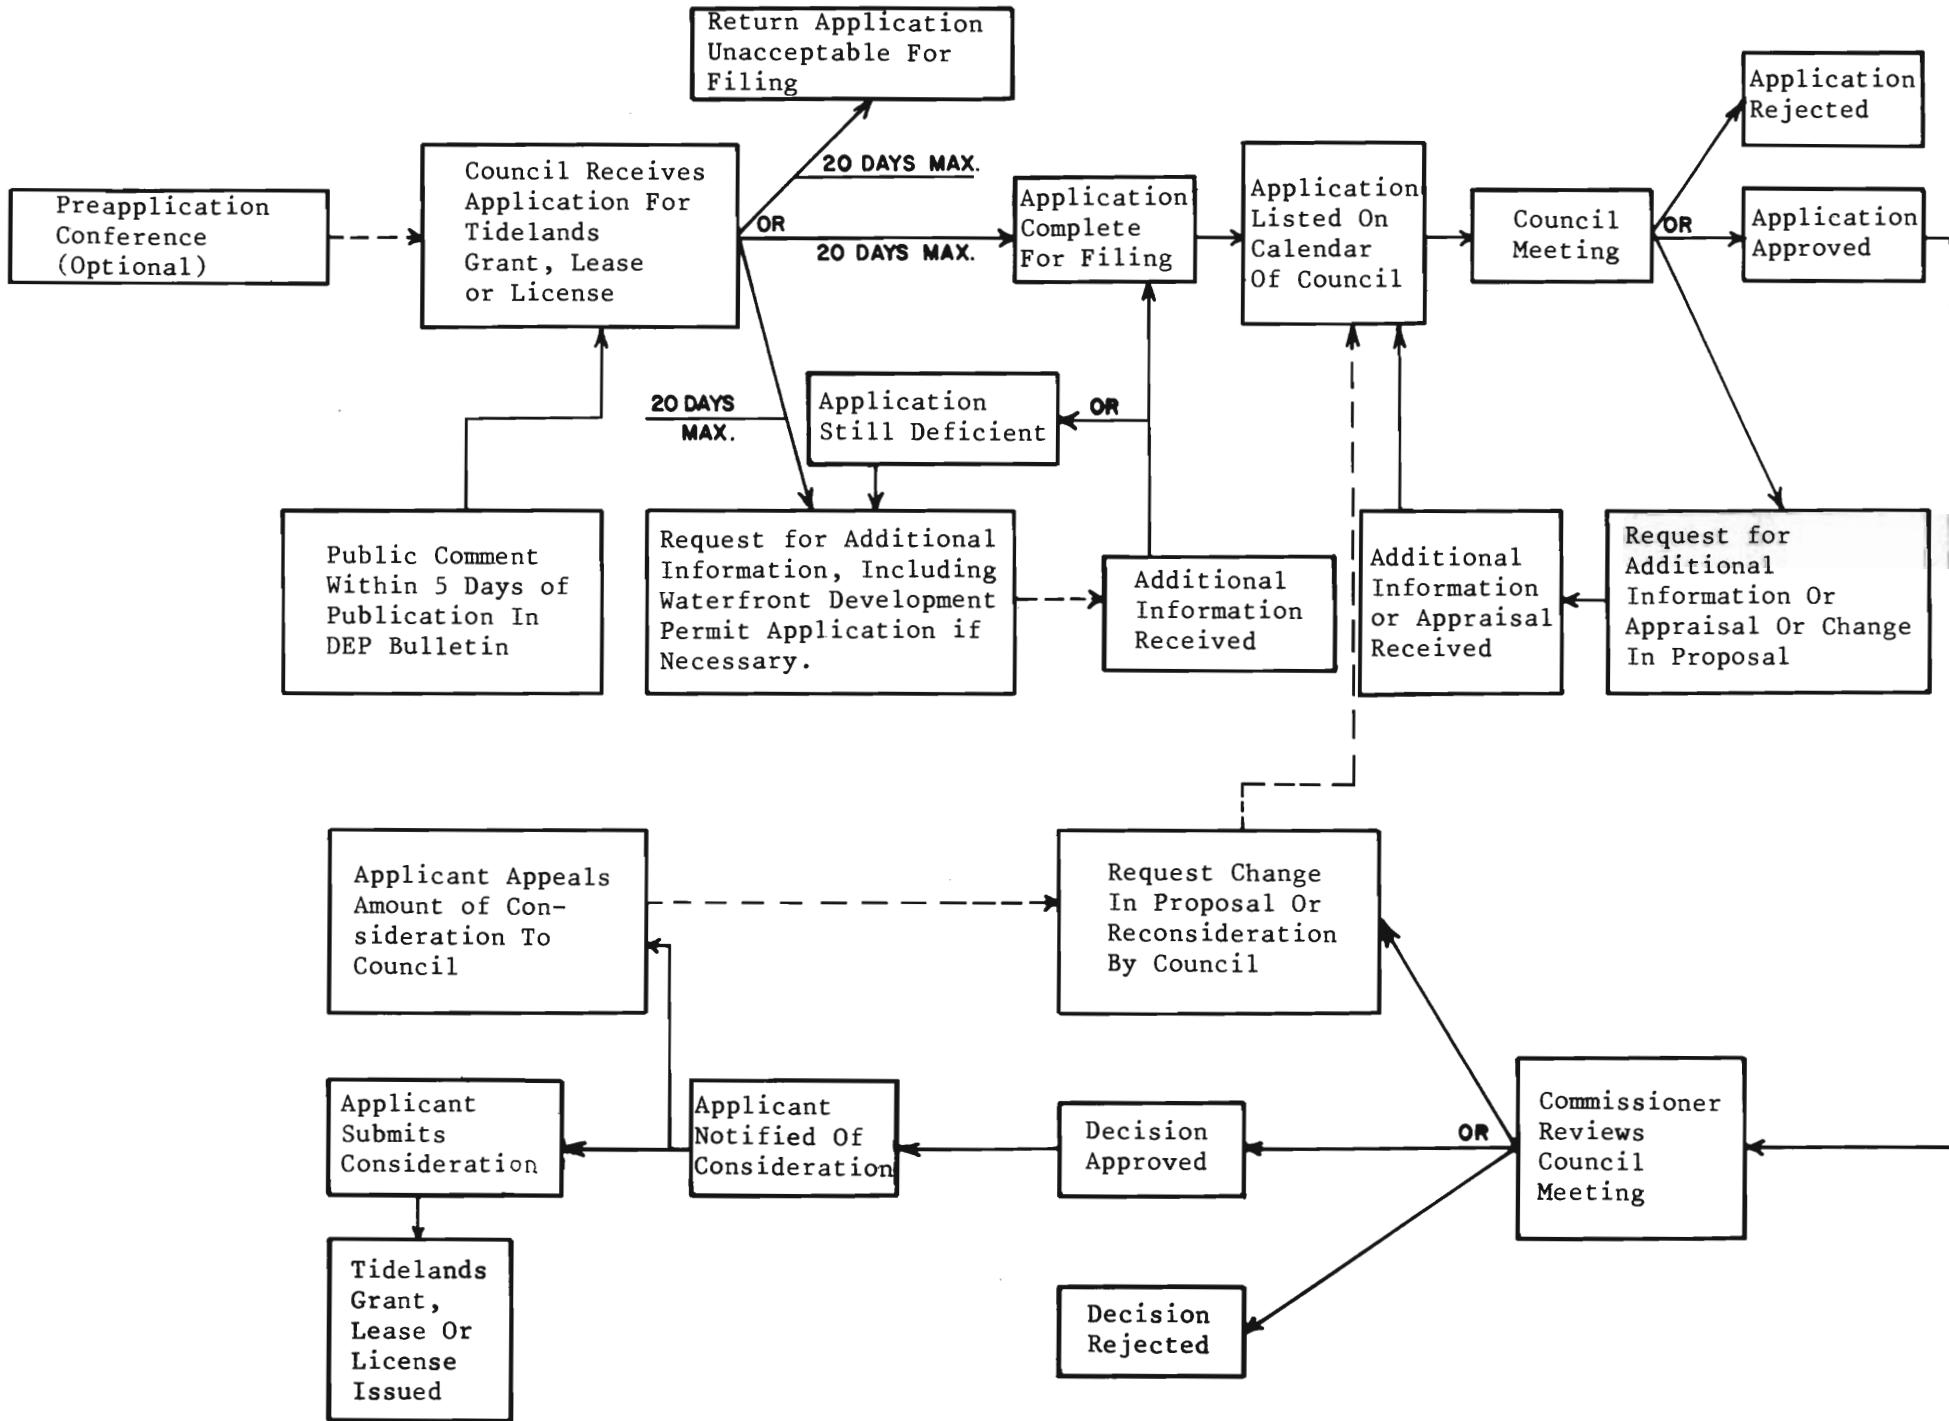 Return Application
Unacceptable For
Filing
Application
Rejected
Preapplication
Conference
(Optional)
Council Receives
Application For
Tidelands
Grant, Lease
or License
20 DAYS MAX.
OR
20 DAYS MAX.
Application
Complete
For Filing
Application
Listed On
Calendar
Of Council
Council
Meeting
OR
Application
Approved
20 DAYS
MAX.
Application
Still Deficient
OR
Public Comment
Within 5 Days of
Publication In
DEP Bulletin
Request for Additional
Information, Including
Waterfront Development
Permit Application if
Necessary.
Additional
Information
Received
Additional
Information
or Appraisal
Received
Request for
Additional
Information Or
Appraisal Or Change
In Proposal
Applicant Appeals
Amount of Con-
sideration To
Council
Request Change
In Proposal Or
Reconsideration
By Council
Applicant
Submits
Consideration
Applicant
Notified Of
Consideration
Decision
Approved
OR
Commissioner
Reviews
Council
Meeting
Tidelands
Grant,
Lease Or
License
Issued
Decision
Rejected